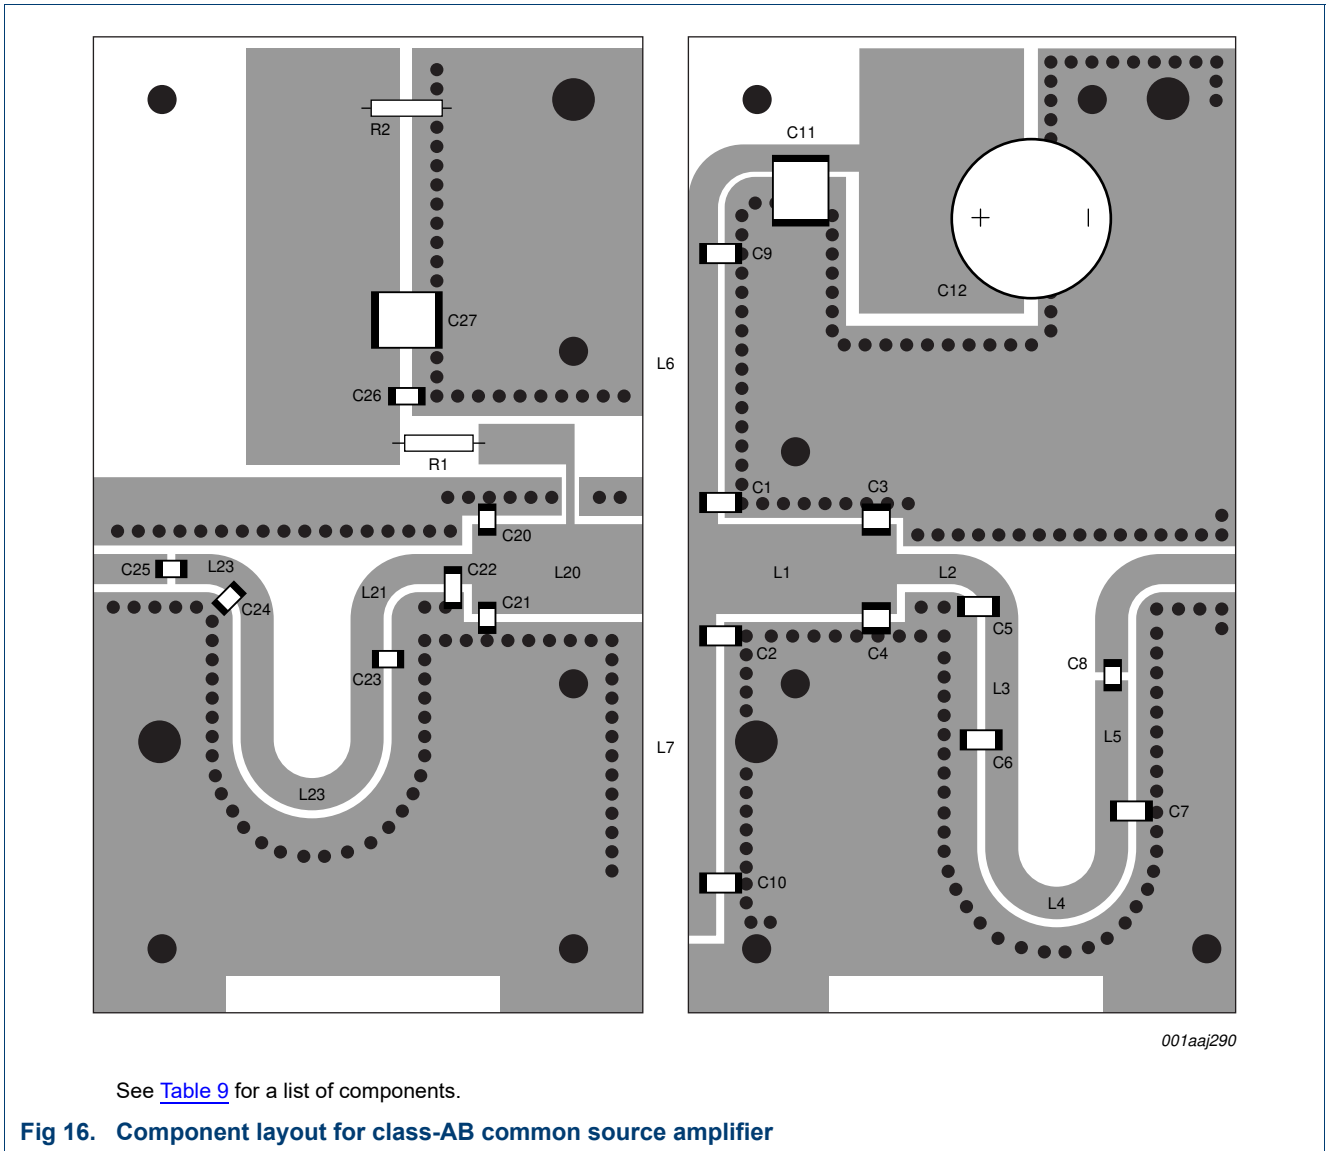 R2
C11
+
–
C9
C12
C27
L6
C26
R1
C1
C3
C20
C25
L23
C22
L20
L1
L2
L21
C24
C21
C5
C2
C4
C8
C23
L3
L7
L5
C6
L23
C7
C10
L4
001aaj290
See Table 9 for a list of components.
Fig 16. Component layout for class-AB common source amplifier